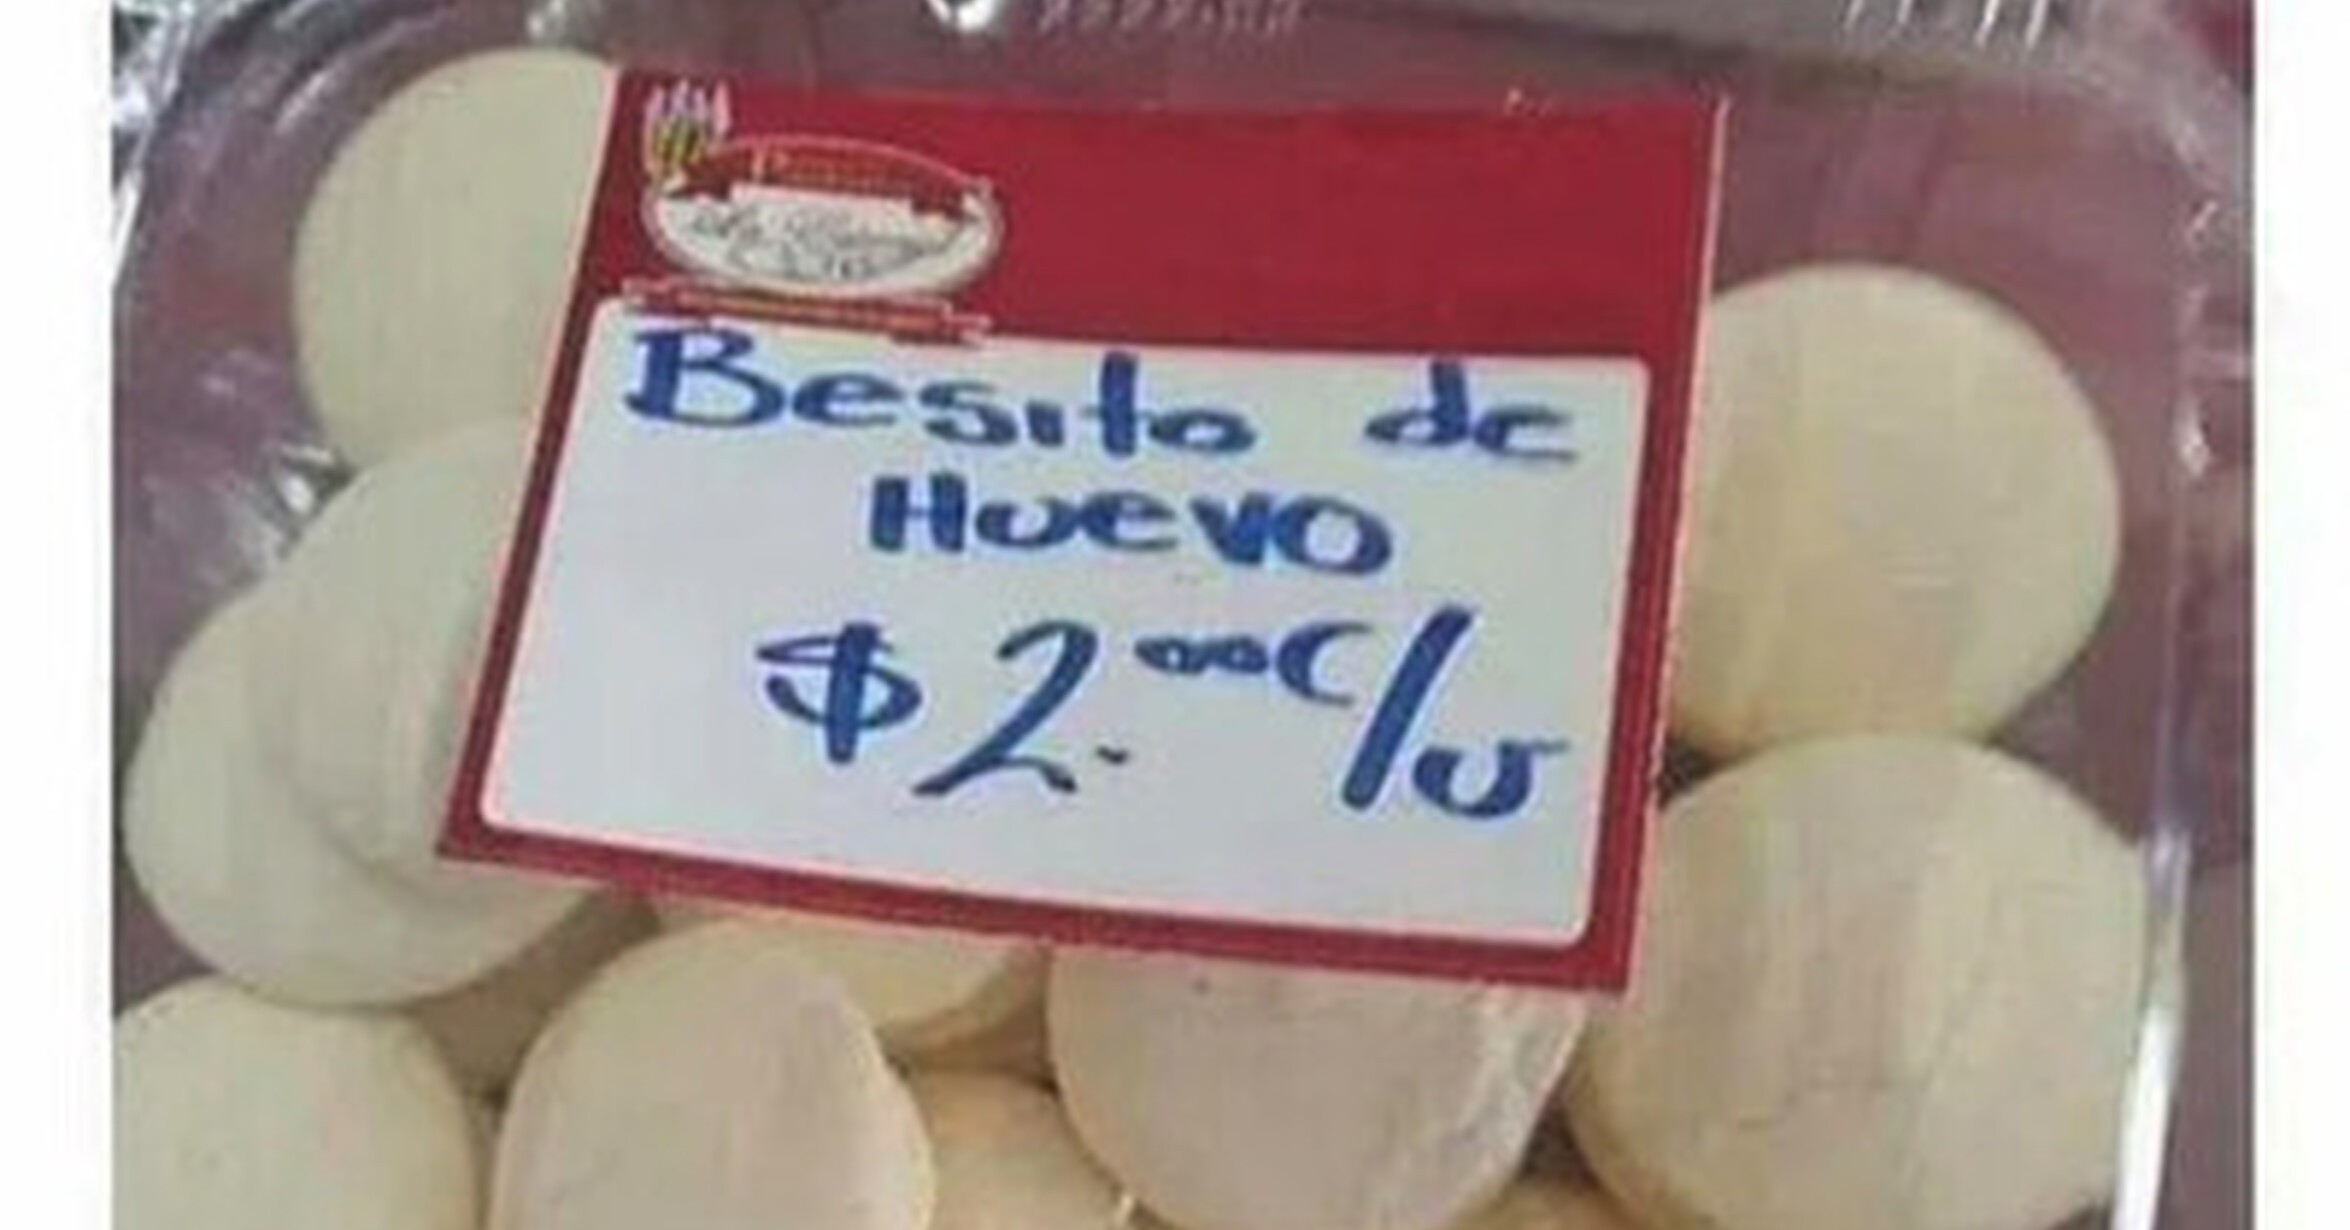 Besito de
Huevo
$2.00 c/u